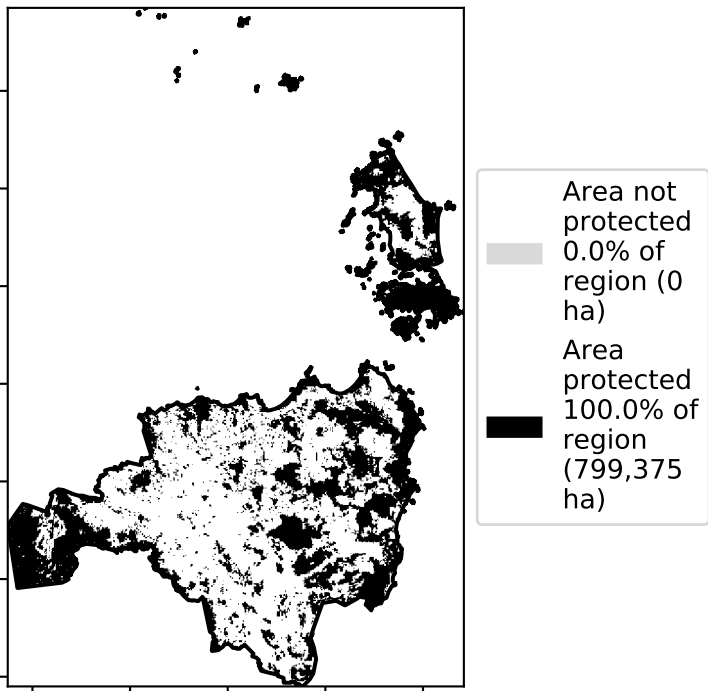 Area not
protected
0.0% of
region (0
ha)
Area
protected
100.0% of
region
(799,375
ha)